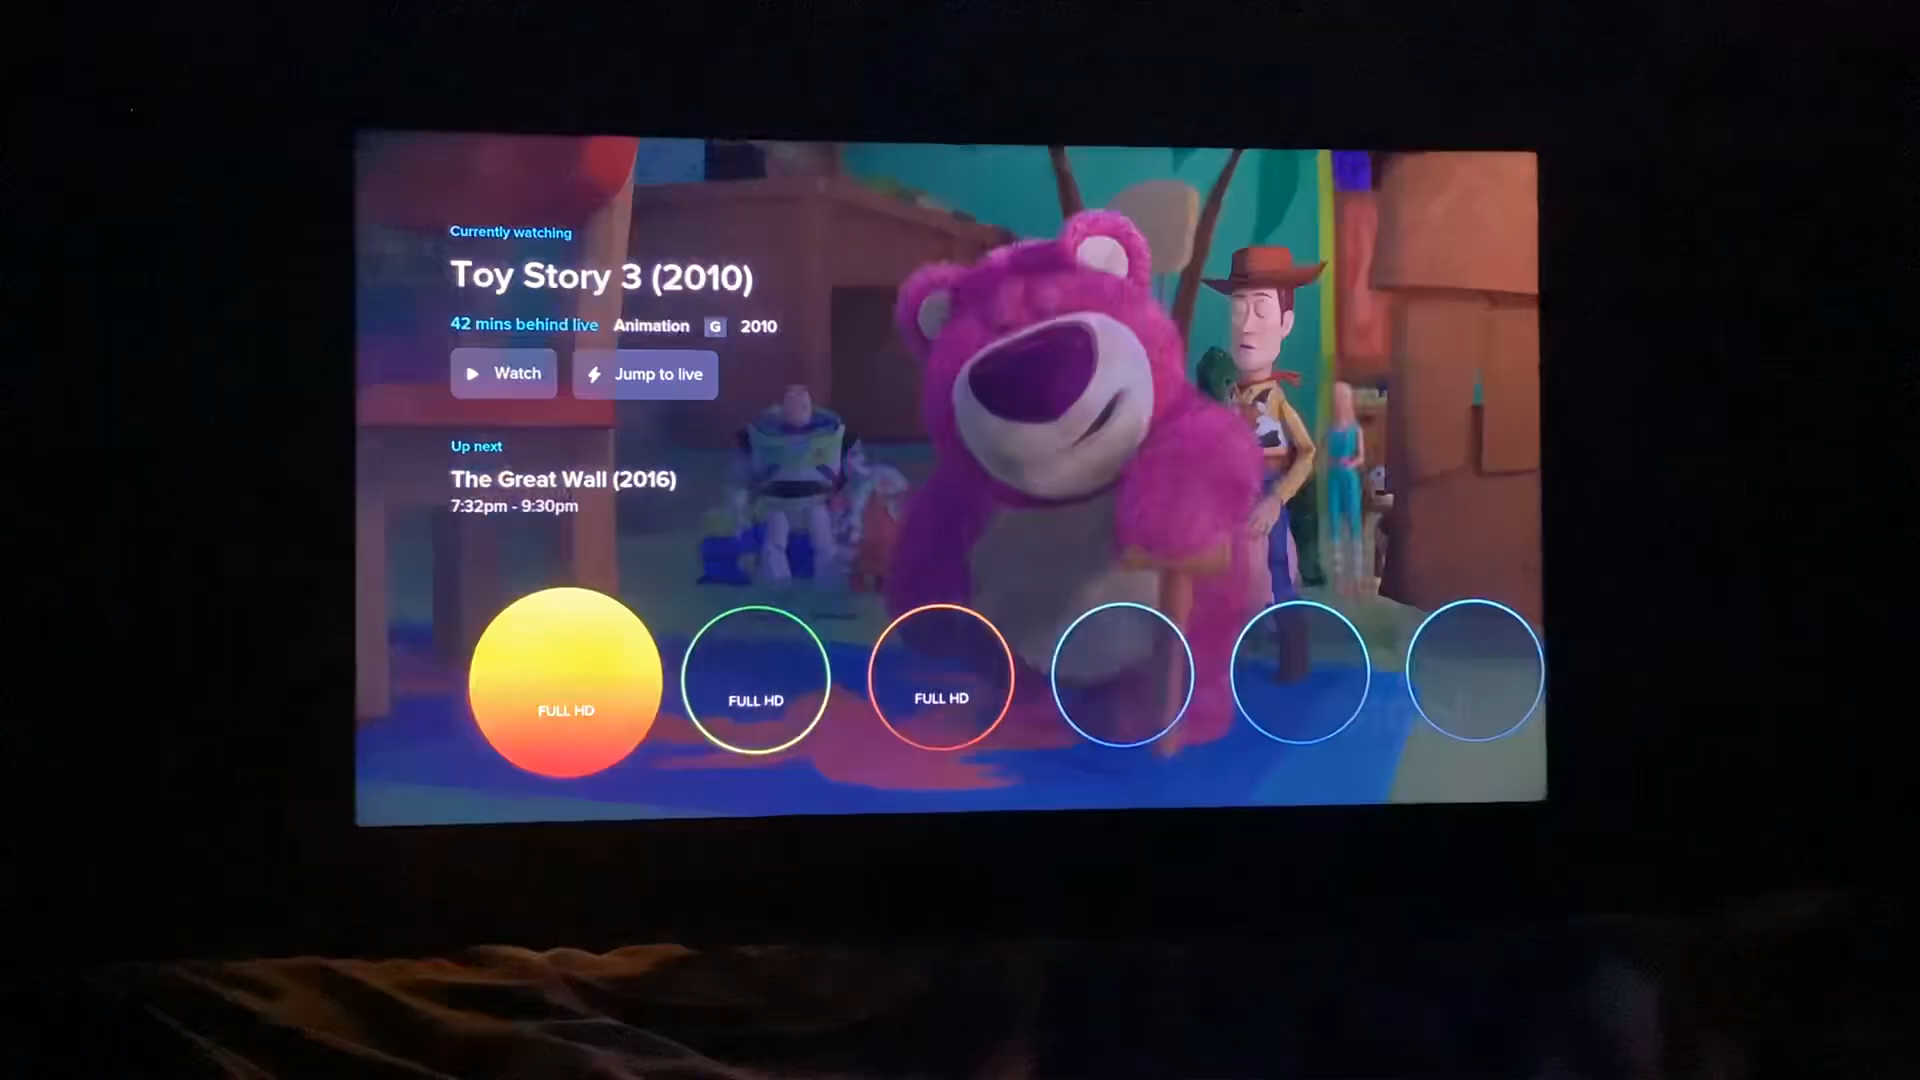 Currently watching
Toy Story 3 (2010)
42 mins behind live Animation G 2010
Watch Jump to live
Up next
The Great Wall (2016)
7:32pm - 9:30pm
FULL HD FULL HD FULL HD